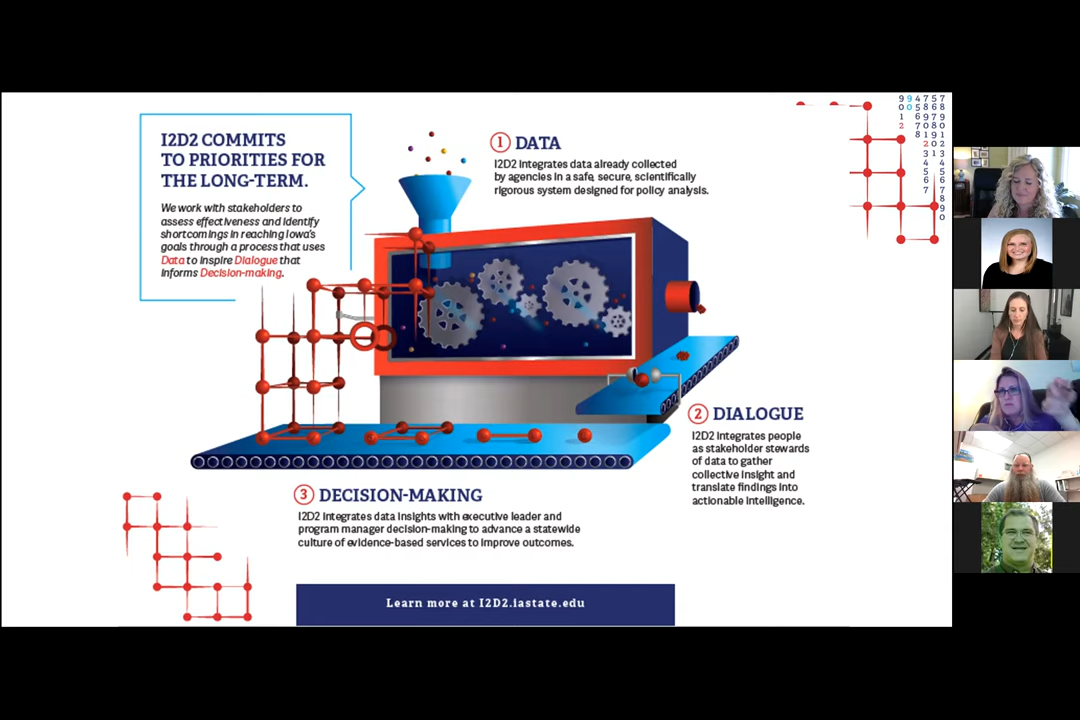 I2D2 COMMITS
TO PRIORITIES FOR
THE LONG-TERM.
We work with stakeholders to
assess effectiveness and identify
shortcomings in reaching Iowa's
goals through a process that uses
Data to inspire Dialogue that
informs Decision-making.
1 DATA
I2D2 integrates data already collected
by agencies in a safe, secure, scientifically
rigorous system designed for policy analysis.
2 DIALOGUE
I2D2 integrates people
as stakeholder stewards
of data to gather
collective insight and
translate findings into
actionable intelligence.
3 DECISION-MAKING
I2D2 integrates data insights with executive leader and
program manager decision-making to advance a statewide
culture of evidence-based services to improve outcomes.
Learn more at I2D2.iastate.edu